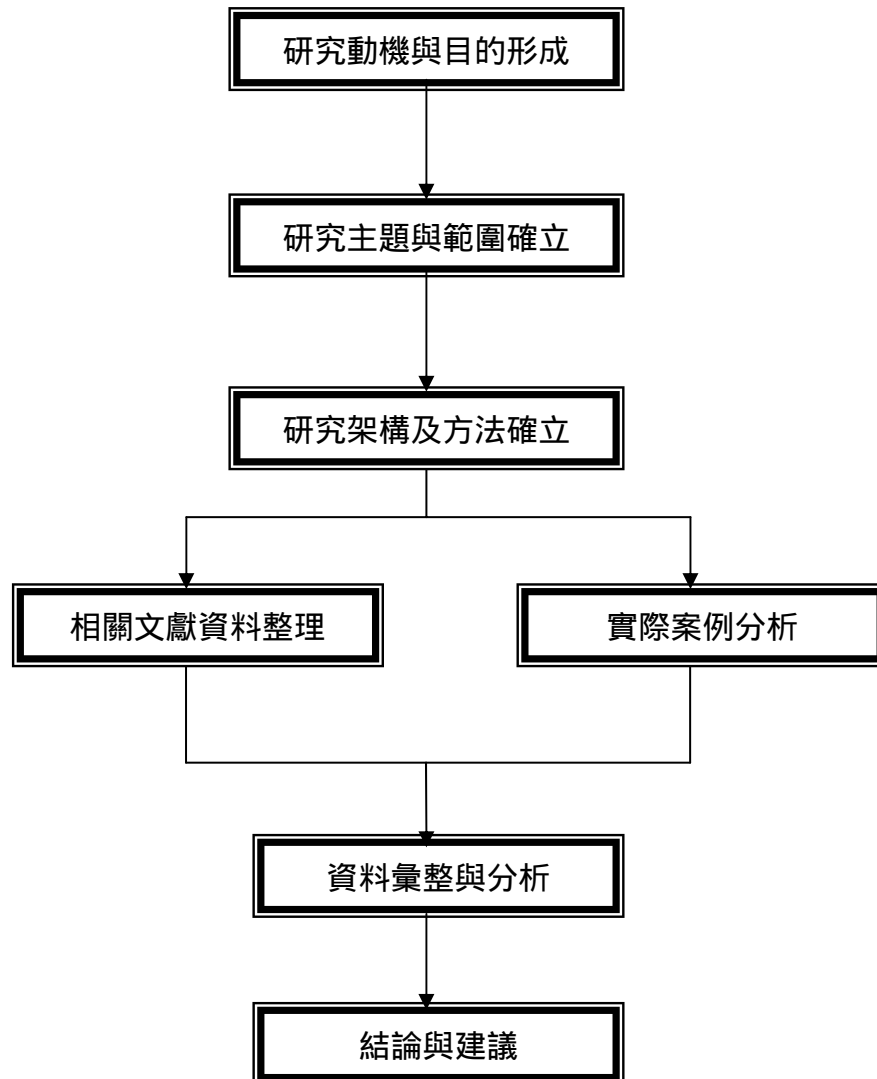 研究動機與目的形成
研究主題與範圍確立
研究架構及方法確立
相關文獻資料整理
實際案例分析
資料彙整與分析
結論與建議